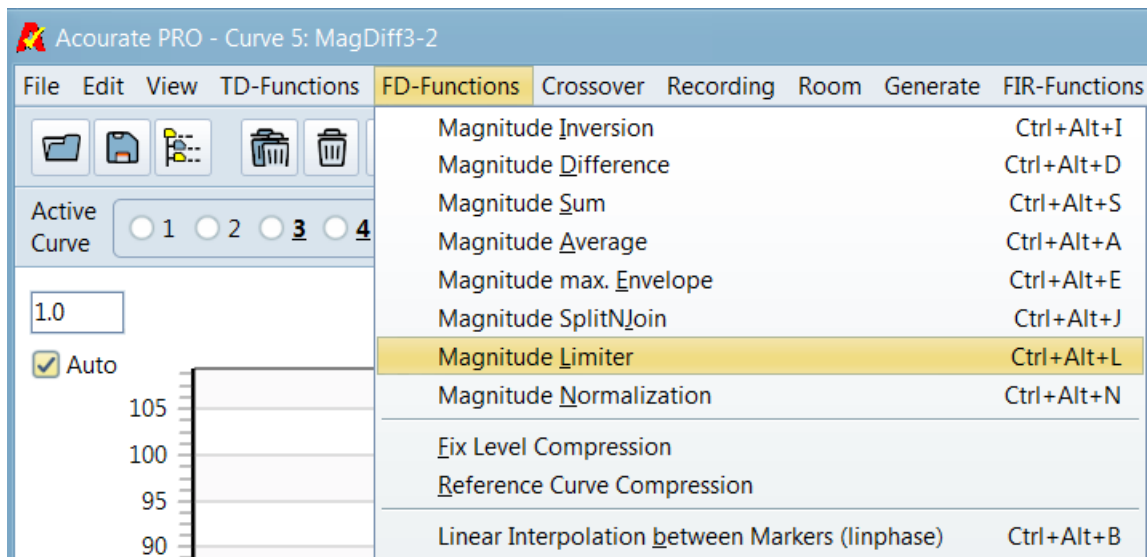 Acourate PRO - Curve 5: MagDiff3-2
File Edit View TD-Functions FD-Functions Crossover Recording Room Generate FIR-Functions
Magnitude Inversion Ctrl+Alt+I
Magnitude Difference Ctrl+Alt+D
Magnitude Sum Ctrl+Alt+S
Magnitude Average Ctrl+Alt+A
Magnitude max. Envelope Ctrl+Alt+E
Magnitude SplitNJoin Ctrl+Alt+J
Magnitude Limiter Ctrl+Alt+L
Magnitude Normalization Ctrl+Alt+N
Fix Level Compression
Reference Curve Compression
Linear Interpolation between Markers (linphase) Ctrl+Alt+B
Active
Curve
1 2 3 4
1.0
Auto
105
100
95
90